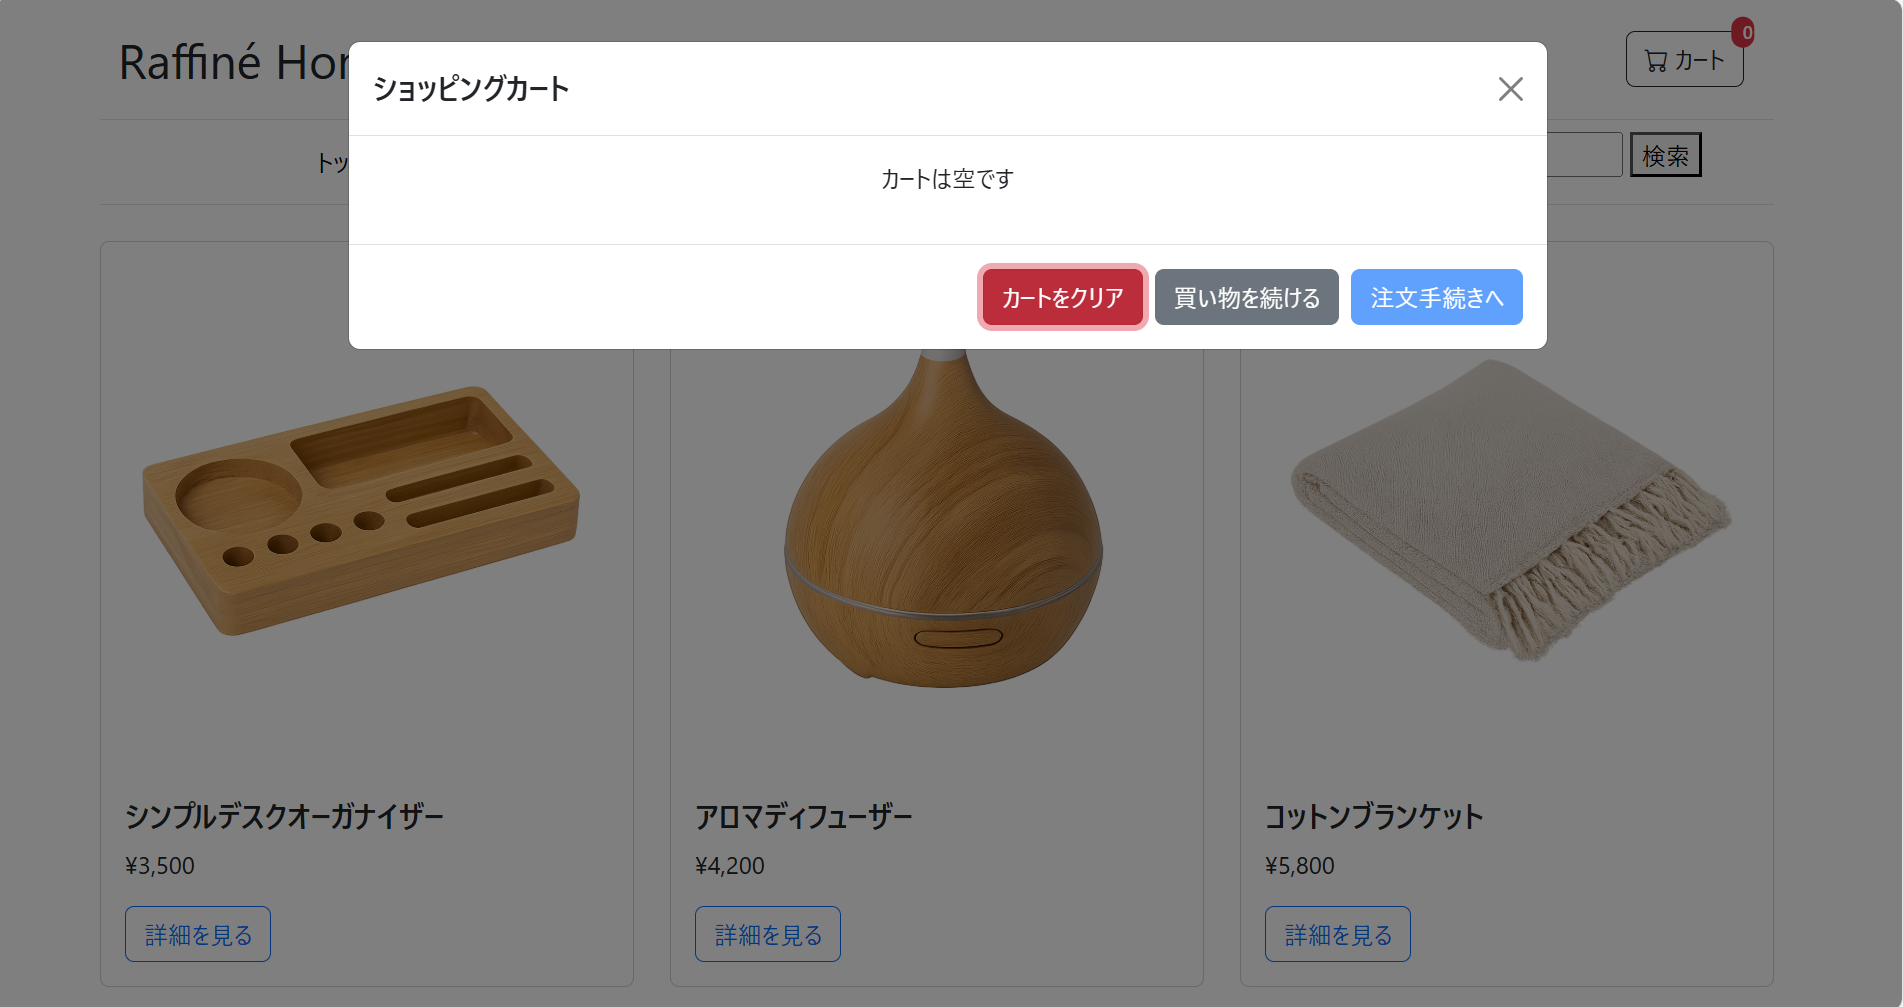 Raffiné
0
カート
ショッピングカート
カートは空です
検索
カートをクリア
買い物を続ける
注文手続きへ
シンプルデスクオーガナイザー
¥3,500
詳細を見る
アロマディフューザー
¥4,200
詳細を見る
コットンブランケット
¥5,800
詳細を見る